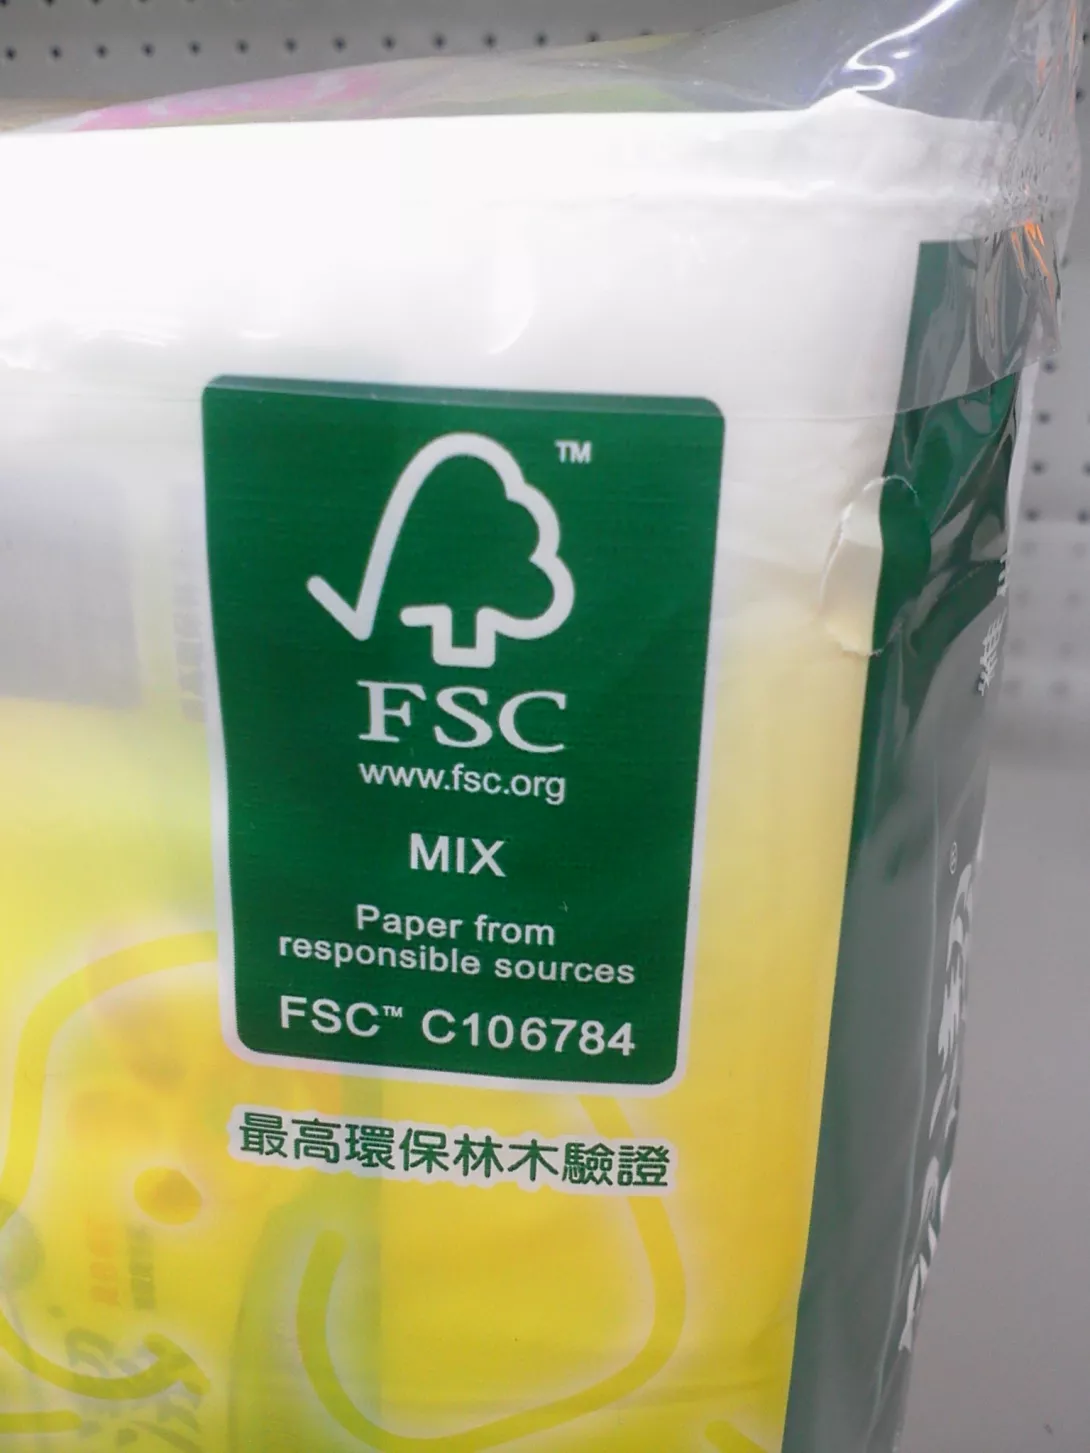 TM
FSC
www.fsc.org
MIX
Paper from
responsible sources
FSC™ C106784
最高環保林木驗證